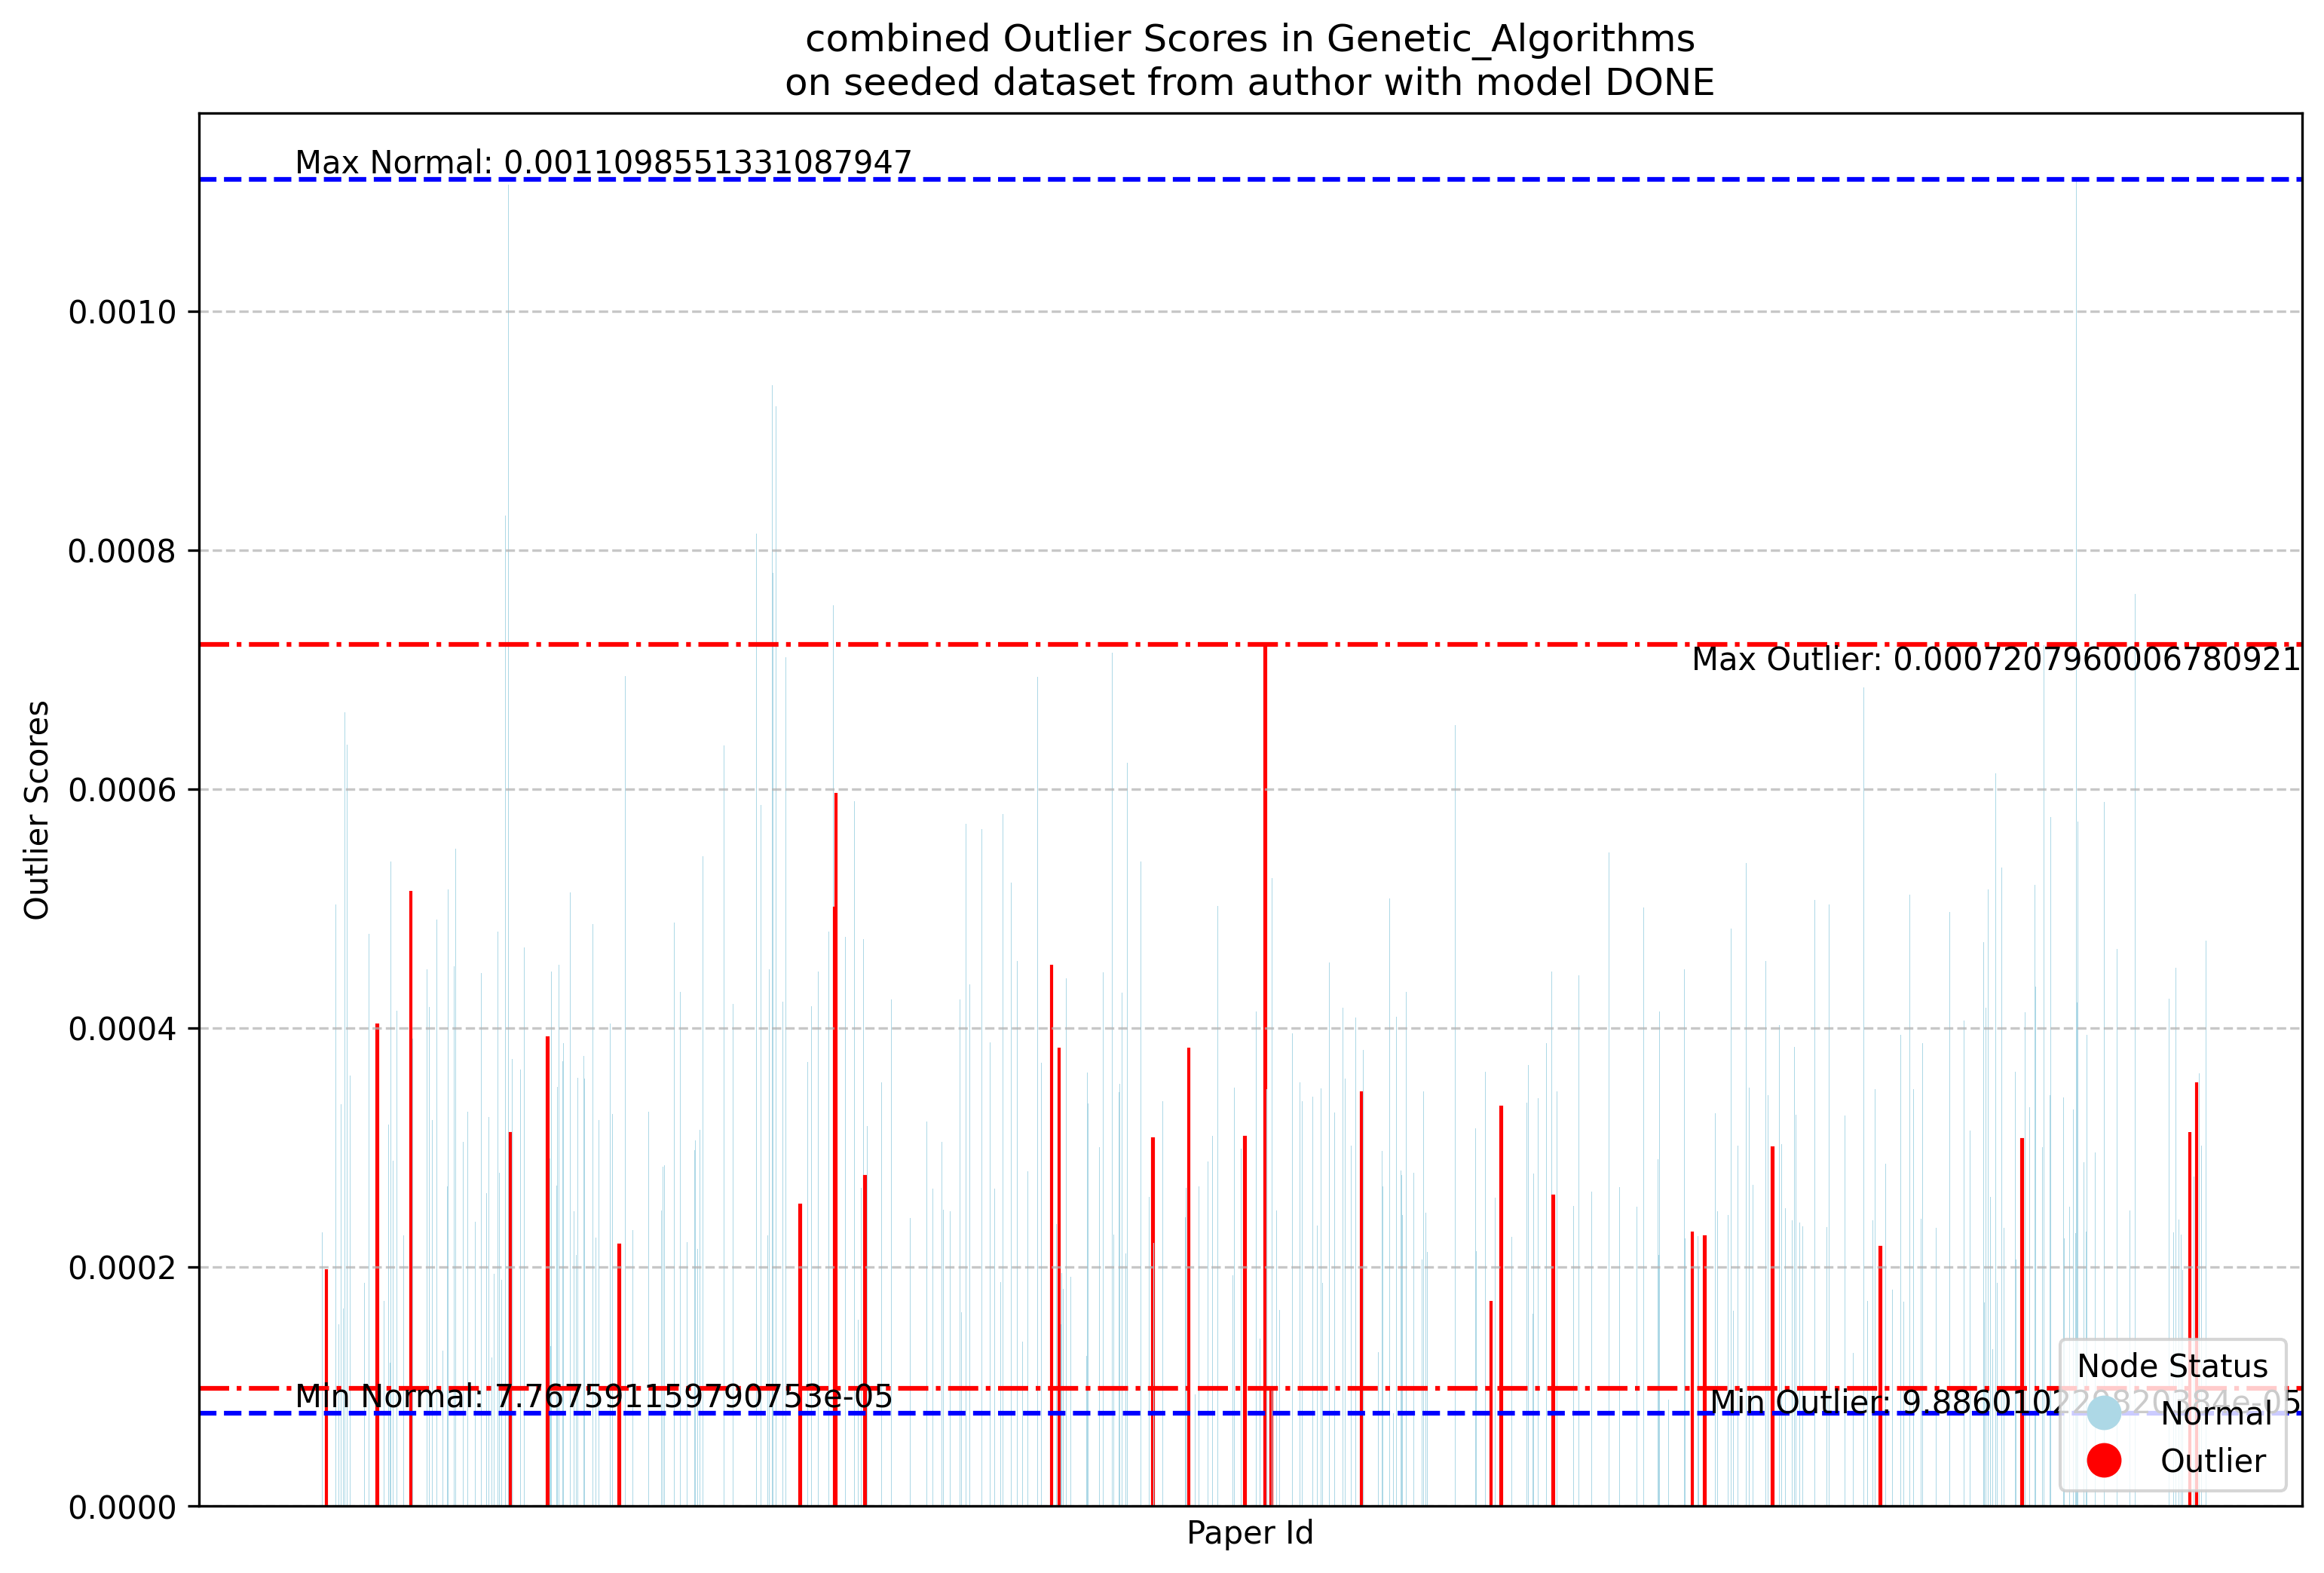 combined Outlier Scores in Genetic_Algorithms
on seeded dataset from author with model DONE
Max Normal: 0.0011098551331087947
0.0010
0.0008
Max Outlier: 0.0007207960006780921
0.0006
Outlier Scores
0.0004
0.0002
Min Normal: 7.767591159790753e-05
Min Outlier: 9.8860102229820384e-05
Node Status
Normal
Outlier
0.0000
Paper Id